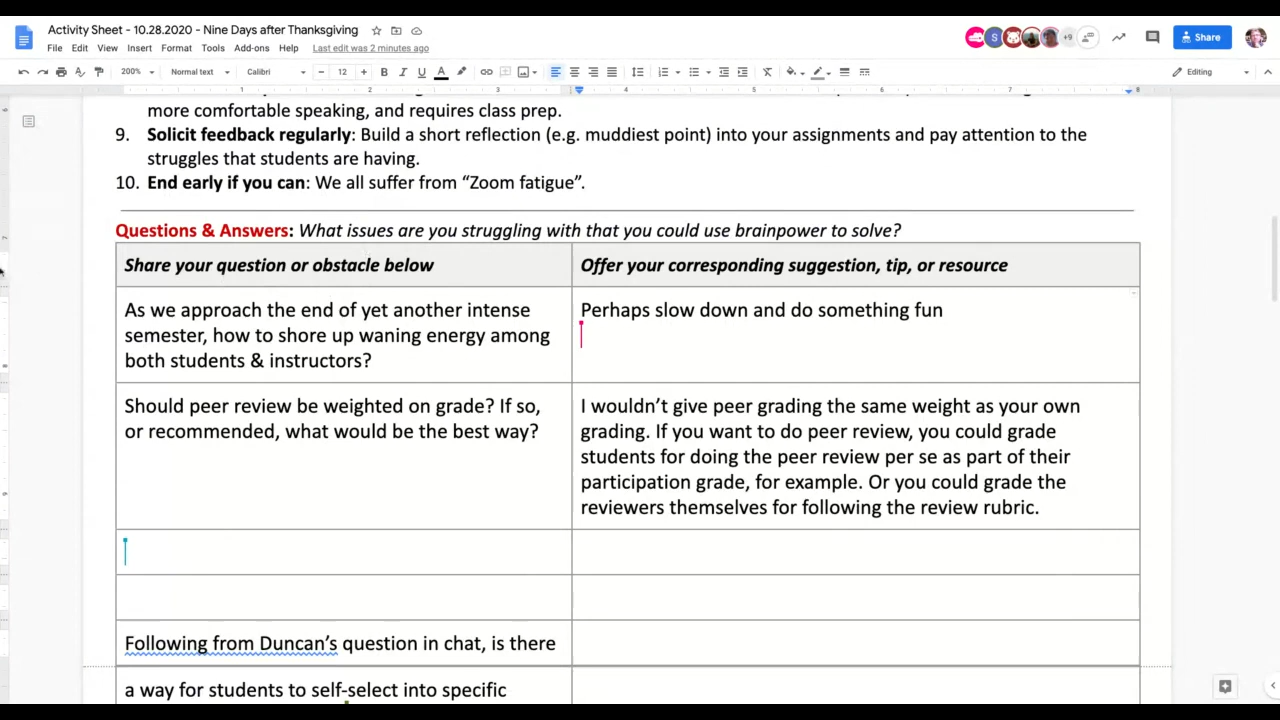 Activity Sheet - 10.28.2020 - Nine Days after Thanksgiving
File Edit View Insert Format Tools Add-ons Help Last edit was 2 minutes ago
S +9 Share
200% Normal text Calibri 12 B I U A Editing
1 2 3 4 5 6 7 8
more comfortable speaking, and requires class prep.
9. Solicit feedback regularly: Build a short reflection (e.g. muddiest point) into your assignments and pay attention to the
struggles that students are having.
10. End early if you can: We all suffer from “Zoom fatigue”.
Questions & Answers: What issues are you struggling with that you could use brainpower to solve?
Share your question or obstacle below
Offer your corresponding suggestion, tip, or resource
As we approach the end of yet another intense
semester, how to shore up waning energy among
both students & instructors?
Perhaps slow down and do something fun
Should peer review be weighted on grade? If so,
or recommended, what would be the best way?
I wouldn’t give peer grading the same weight as your own
grading. If you want to do peer review, you could grade
students for doing the peer review per se as part of their
participation grade, for example. Or you could grade the
reviewers themselves for following the review rubric.
Following from Duncan’s question in chat, is there
a way for students to self-select into specific